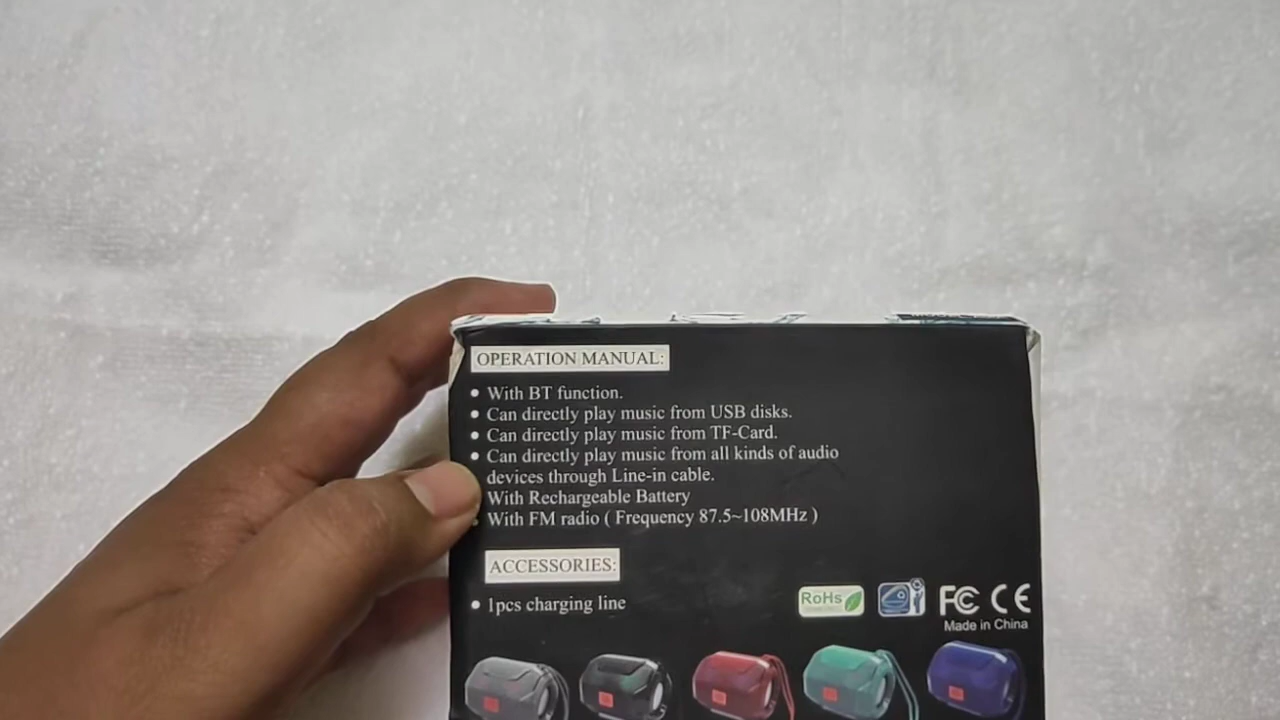 OPERATION MANUAL:
• With BT function.
• Can directly play music from USB disks.
• Can directly play music from TF-Card.
• Can directly play music from all kinds of audio
devices through Line-in cable.
With Rechargeable Battery
• With FM radio ( Frequency 87.5~108MHz )
ACCESSORIES:
• 1pcs charging line
RoHs
FC CE
Made in China